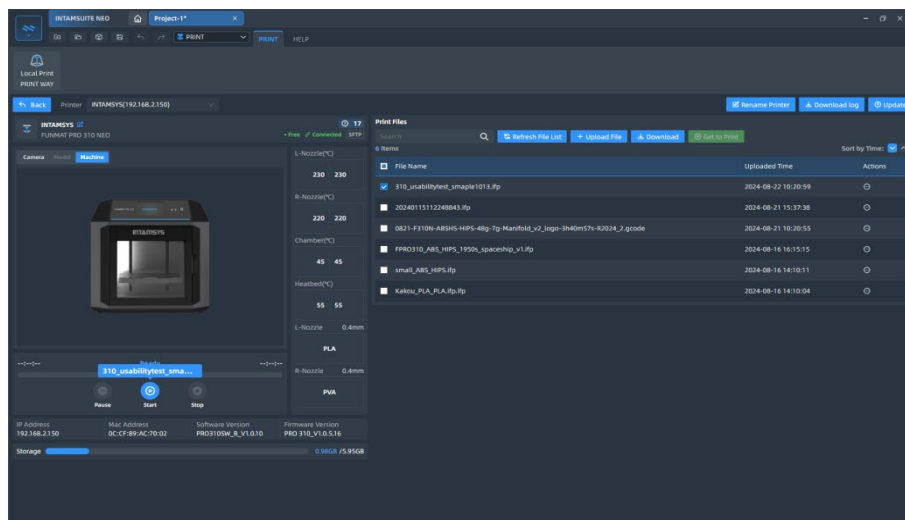 INTAMSUITE NEO
Project-1*
PRINT
PRINT
HELP
Local Print
PRINT WAY
Back
Printer INTAMSYS(192.168.2.150)
Rename Printer
Download log
Update
INTAMSYS
FUNMAT PRO 310 NEO
17
Free Connected SFTP
Camera Model Machine
INTAMSYS
L-Nozzle(℃)
230 230
R-Nozzle(℃)
220 220
Chamber(℃)
45 45
Heatbed(℃)
55 55
L-Nozzle 0.4mm
PLA
R-Nozzle 0.4mm
PVA
--:--:-- Ready --:--:--
310_usabilitytest_sma...
Pause Start Stop
IP Address Mac Address Software Version Firmware Version
192.168.2.150 0C:CF:89:AC:70:02 PRO310SW_R_V1.0.10 PRO 310_V1.0.5.16
Storage 0.98GB /5.95GB
Print Files
Search
Refresh File List
+ Upload File
Download
Get to Print
6 Items
Sort by Time:
File Name Uploaded Time Actions
310_usabilitytest_smaple1013.ifp 2024-08-22 10:20:59
20240115112248843.ifp 2024-08-21 15:37:38
0821-F310N-ABSHS-HIPS-48g-7g-Manifold_v2_logo-3h40m57s-R2024_2.gcode 2024-08-21 10:20:55
FPRO310_ABS_HIPS_1950s_spaceship_v1.ifp 2024-08-16 16:15:15
small_ABS_HIPS.ifp 2024-08-16 14:10:11
Kakou_PLA_PLA.ifp.ifp 2024-08-16 14:10:04